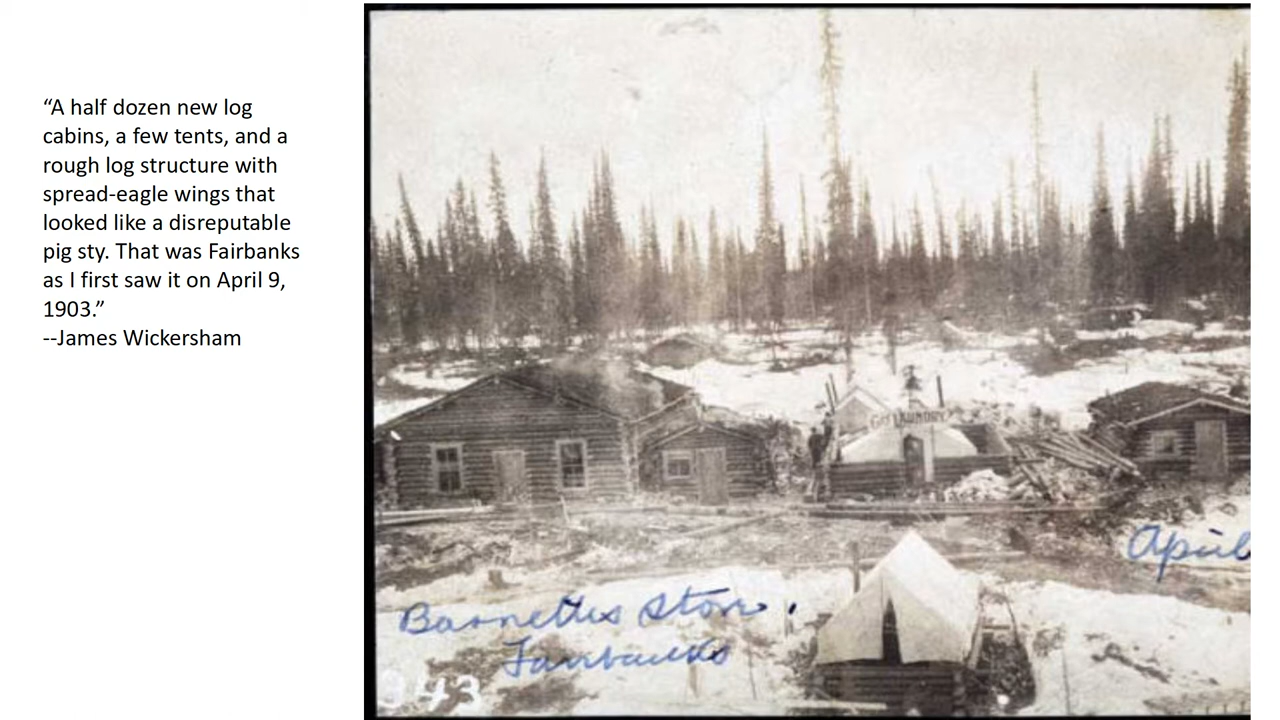 “A half dozen new log
cabins, a few tents, and a
rough log structure with
spread-eagle wings that
looked like a disreputable
pig sty. That was Fairbanks
as I first saw it on April 9,
1903.”
--James Wickersham
LAUNDRY
April
Barnettes Store.
Fairbanks
943